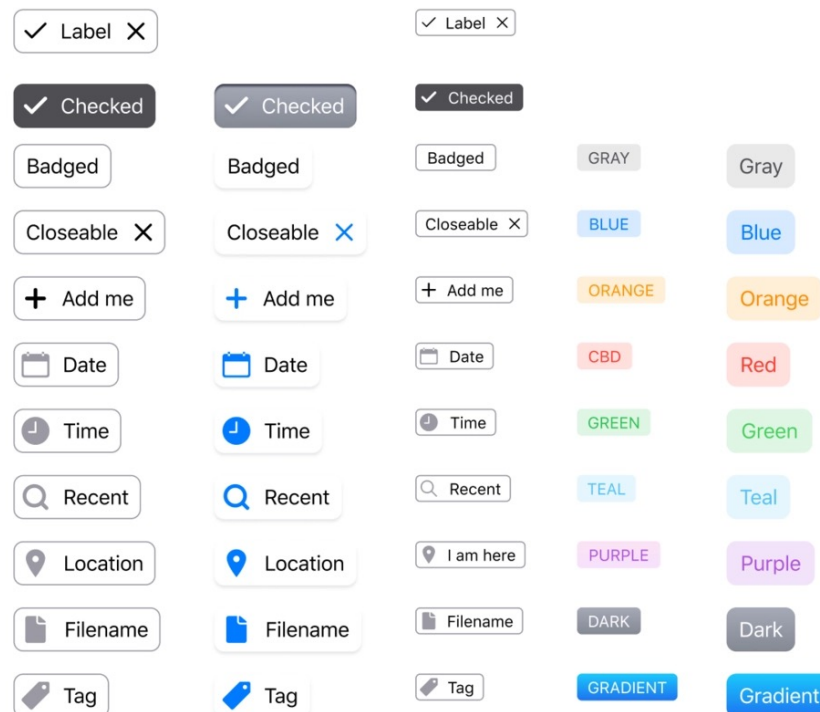 Label Label
Checked Checked Checked
Badged Badged Badged GRAY Gray
Closeable Closeable Closeable BLUE Blue
Add me Add me Add me ORANGE Orange
Date Date Date CBD Red
Time Time Time GREEN Green
Recent Recent Recent TEAL Teal
Location Location I am here PURPLE Purple
Filename Filename Filename DARK Dark
Tag Tag Tag GRADIENT Gradient